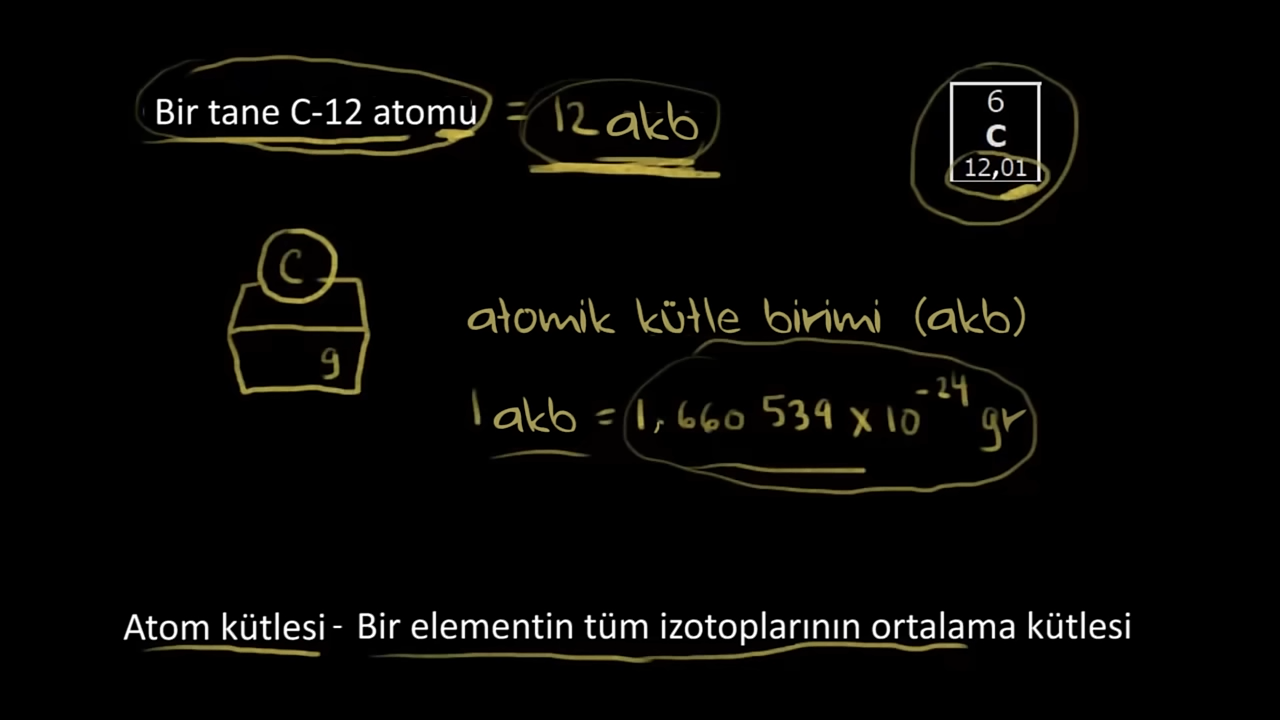 Bir tane C-12 atomu = 12 akb
6
C
12,01
C
g
atomik kütle birimi (akb)
1 akb = 1,660 539 x 10⁻²⁴ gr
Atom kütlesi - Bir elementin tüm izotoplarının ortalama kütlesi